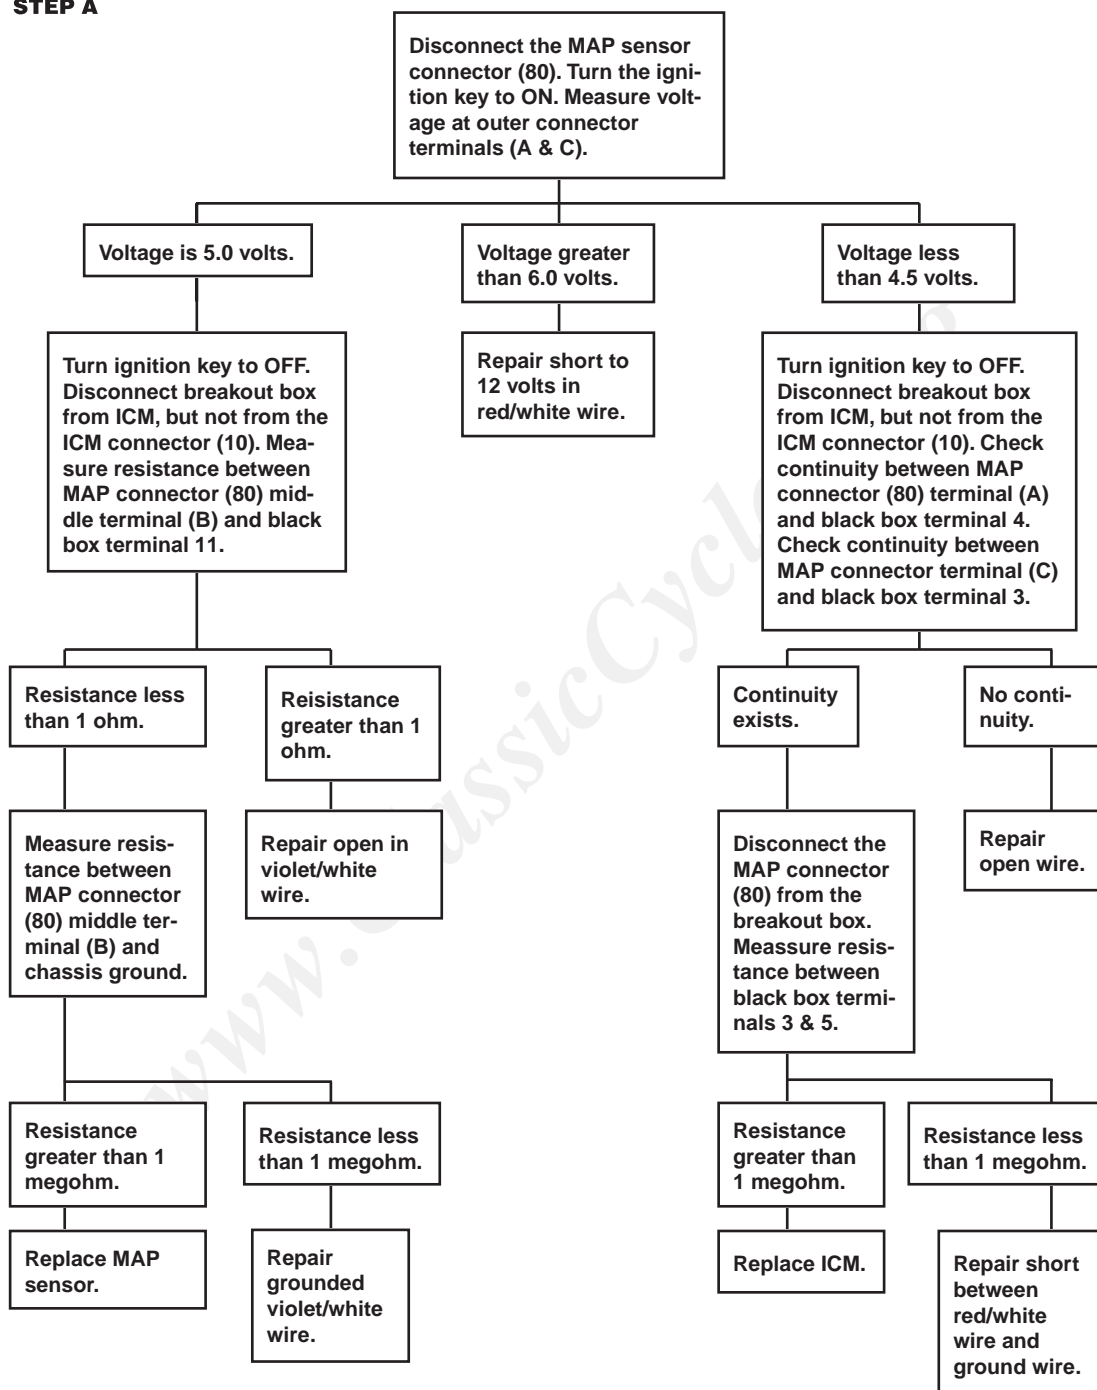 STEP A
Disconnect the MAP sensor
connector (80). Turn the igni-
tion key to ON. Measure volt-
age at outer connector
terminals (A & C).
Voltage is 5.0 volts.
Voltage greater
than 6.0 volts.
Voltage less
than 4.5 volts.
Turn ignition key to OFF.
Disconnect breakout box
from ICM, but not from the
ICM connector (10). Mea-
sure resistance between
MAP connector (80) mid-
dle terminal (B) and black
box terminal 11.
Repair short to
12 volts in
red/white wire.
Turn ignition key to OFF.
Disconnect breakout box
from ICM, but not from the
ICM connector (10). Check
continuity between MAP
connector (80) terminal (A)
and black box terminal 4.
Check continuity between
MAP connector terminal (C)
and black box terminal 3.
Resistance less
than 1 ohm.
Reisistance
greater than 1
ohm.
Continuity
exists.
No conti-
nuity.
Measure resis-
tance between
MAP connector
(80) middle ter-
minal (B) and
chassis ground.
Repair open in
violet/white
wire.
Disconnect the
MAP connector
(80) from the
breakout box.
Meassure resis-
tance between
black box termi-
nals 3 & 5.
Repair
open wire.
Resistance
greater than 1
megohm.
Resistance less
than 1 megohm.
Resistance
greater than
1 megohm.
Resistance less
than 1 megohm.
Replace MAP
sensor.
Repair
grounded
violet/white
wire.
Replace ICM.
Repair short
between
red/white
wire and
ground wire.